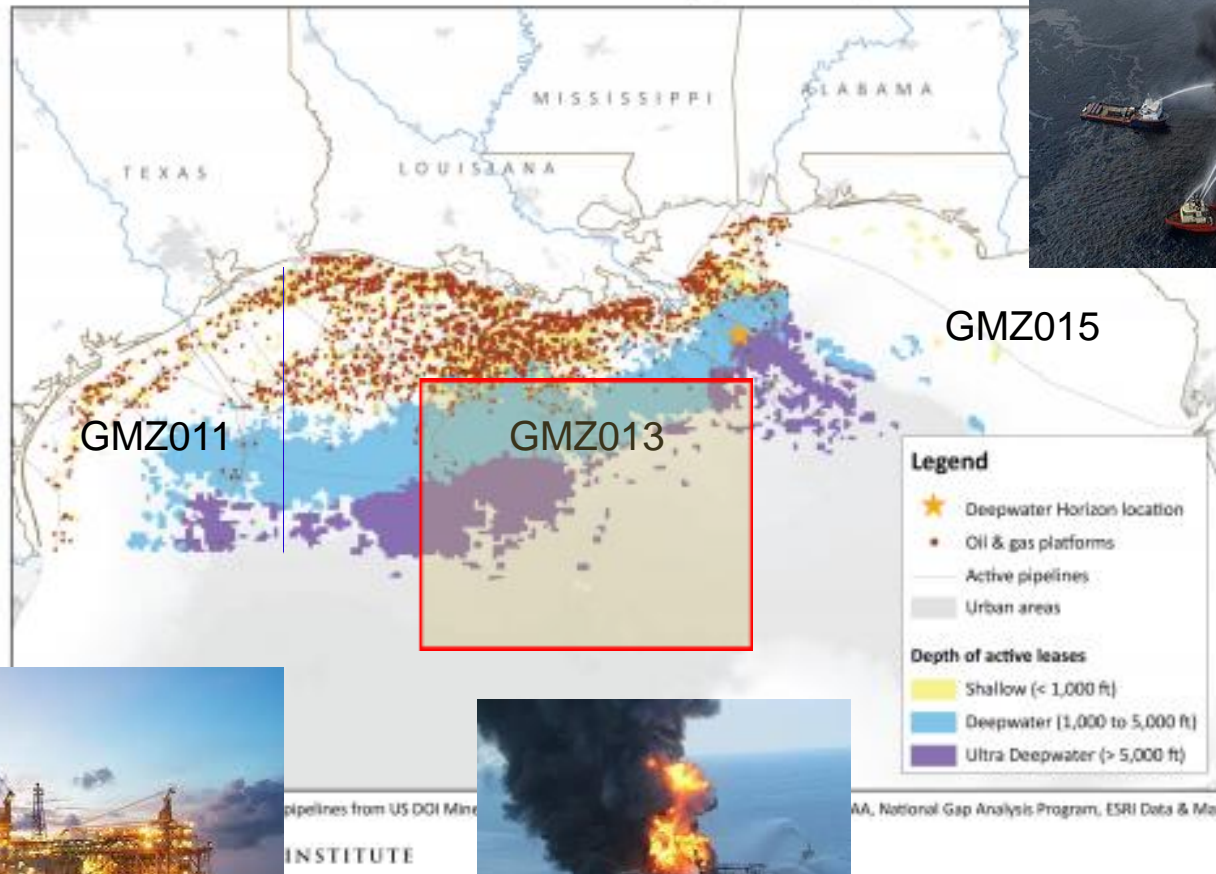 MISSISSIPPI
ALABAMA
TEXAS
LOUISIANA
GMZ015
GMZ011
GMZ013
Legend
Deepwater Horizon location
Oil & gas platforms
Active pipelines
Urban areas
Depth of active leases
Shallow (< 1,000 ft)
Deepwater (1,000 to 5,000 ft)
Ultra Deepwater (> 5,000 ft)
pipelines from US DOI Mine
AA, National Gap Analysis Program, ESRI Data & Ma
INSTITUTE